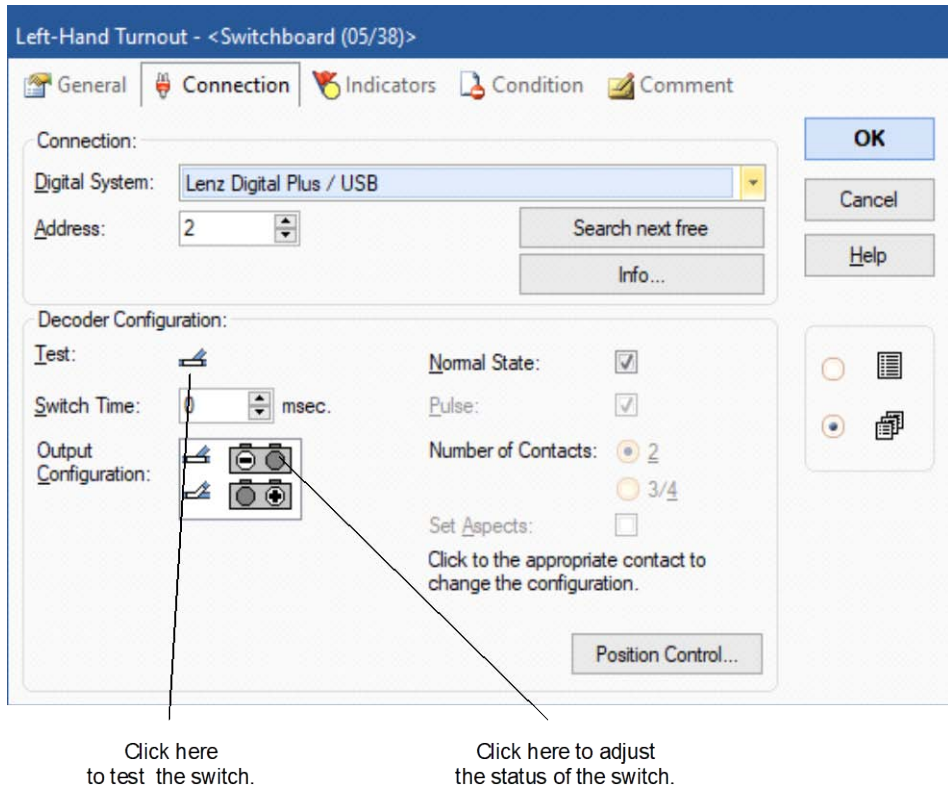 Left-Hand Turnout - <Switchboard (05/38)>
General Connection Indicators Condition Comment
Connection:
Digital System: Lenz Digital Plus / USB
Address: 2
Search next free
Info...
OK
Cancel
Help
Decoder Configuration:
Test:
Switch Time: 0 msec.
Output
Configuration:
Normal State:
Pulse:
Number of Contacts: 2
3/4
Set Aspects:
Click to the appropriate contact to
change the configuration.
Position Control...
Click here
to test the switch.
Click here to adjust
the status of the switch.